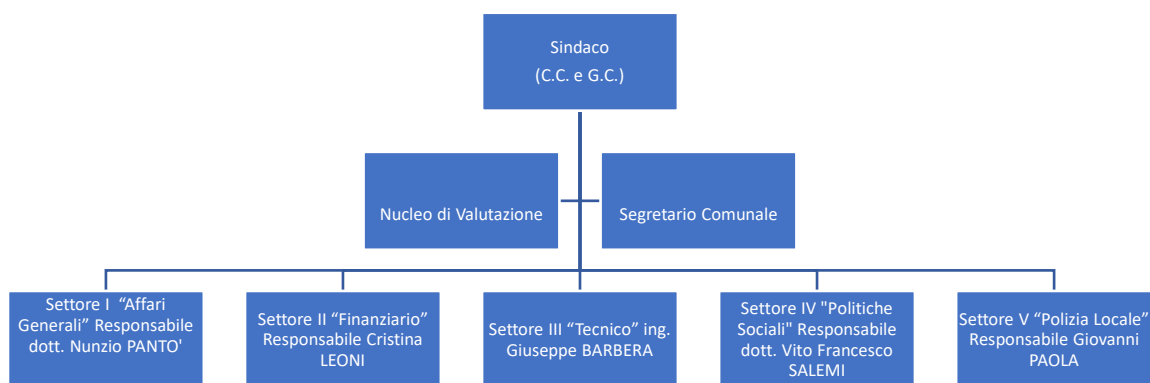 Sindaco
(C.C. e G.C.)
Nucleo di Valutazione
Segretario Comunale
Settore I “Affari
Generali” Responsabile
dott. Nunzio PANTO'
Settore II “Finanziario”
Responsabile Cristina
LEONI
Settore III “Tecnico” ing.
Giuseppe BARBERA
Settore IV "Politiche
Sociali" Responsabile
dott. Vito Francesco
SALEMI
Settore V “Polizia Locale”
Responsabile Giovanni
PAOLA